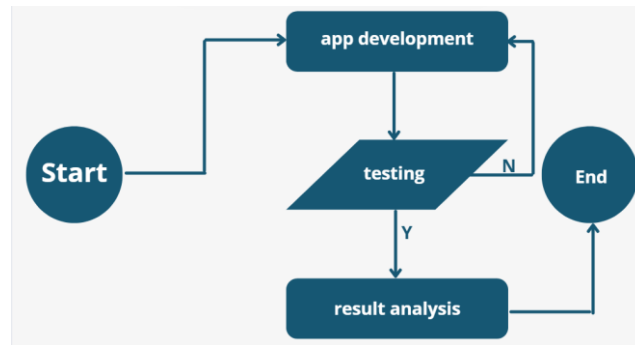 app development
Start
testing
N
End
Y
result analysis